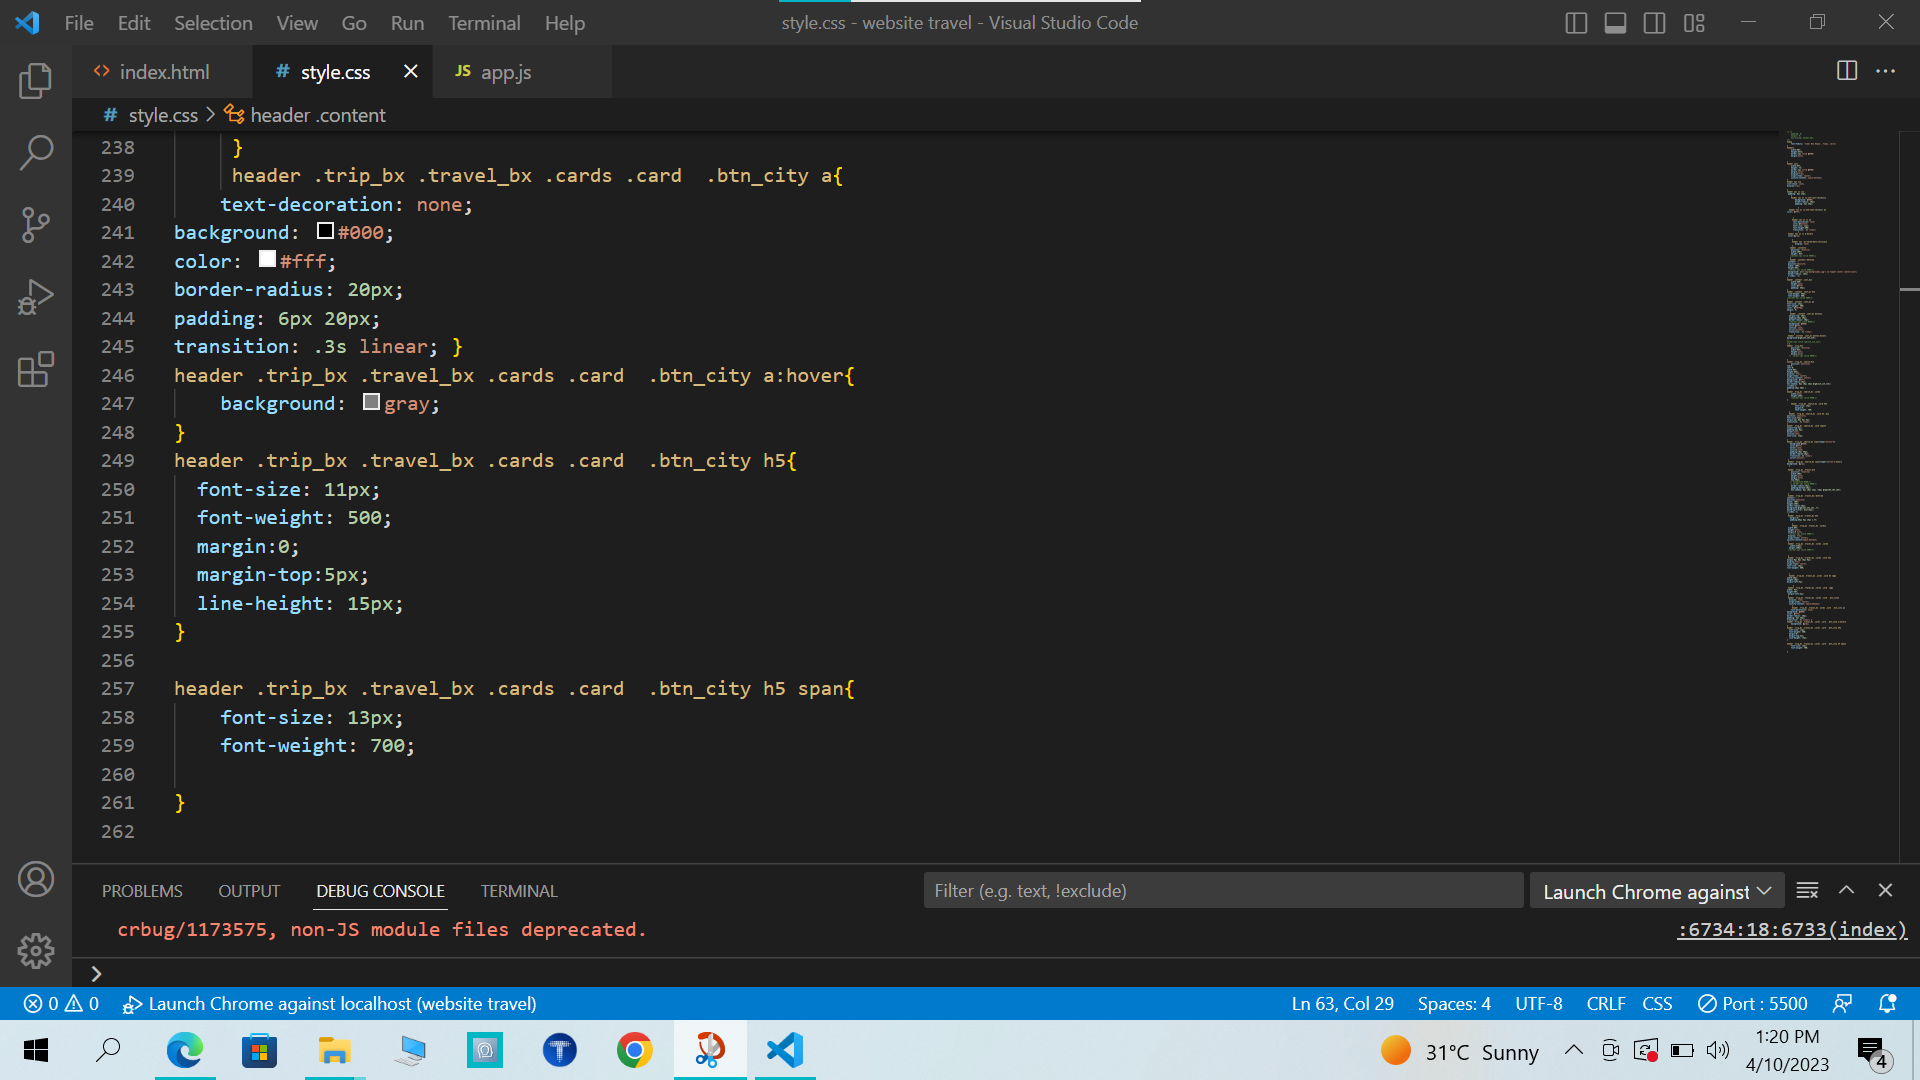 File Edit Selection View Go Run Terminal Help
style.css - website travel - Visual Studio Code
index.html
# style.css
JS app.js
# style.css > header .content
238 }
239 header .trip_bx .travel_bx .cards .card  .btn_city a{
240 text-decoration: none;
241 background: #000;
242 color: #fff;
243 border-radius: 20px;
244 padding: 6px 20px;
245 transition: .3s linear; }
246 header .trip_bx .travel_bx .cards .card  .btn_city a:hover{
247 background: gray;
248 }
249 header .trip_bx .travel_bx .cards .card  .btn_city h5{
250 font-size: 11px;
251 font-weight: 500;
252 margin:0;
253 margin-top:5px;
254 line-height: 15px;
255 }
256
257 header .trip_bx .travel_bx .cards .card  .btn_city h5 span{
258 font-size: 13px;
259 font-weight: 700;
260
261 }
262
PROBLEMS OUTPUT DEBUG CONSOLE TERMINAL
Filter (e.g. text, !exclude)
Launch Chrome against
crbug/1173575, non-JS module files deprecated.
:6734:18:6733(index)
0 0 Launch Chrome against localhost (website travel)
Ln 63, Col 29 Spaces: 4 UTF-8 CRLF CSS Port : 5500
31°C Sunny
1:20 PM
4/10/2023
4